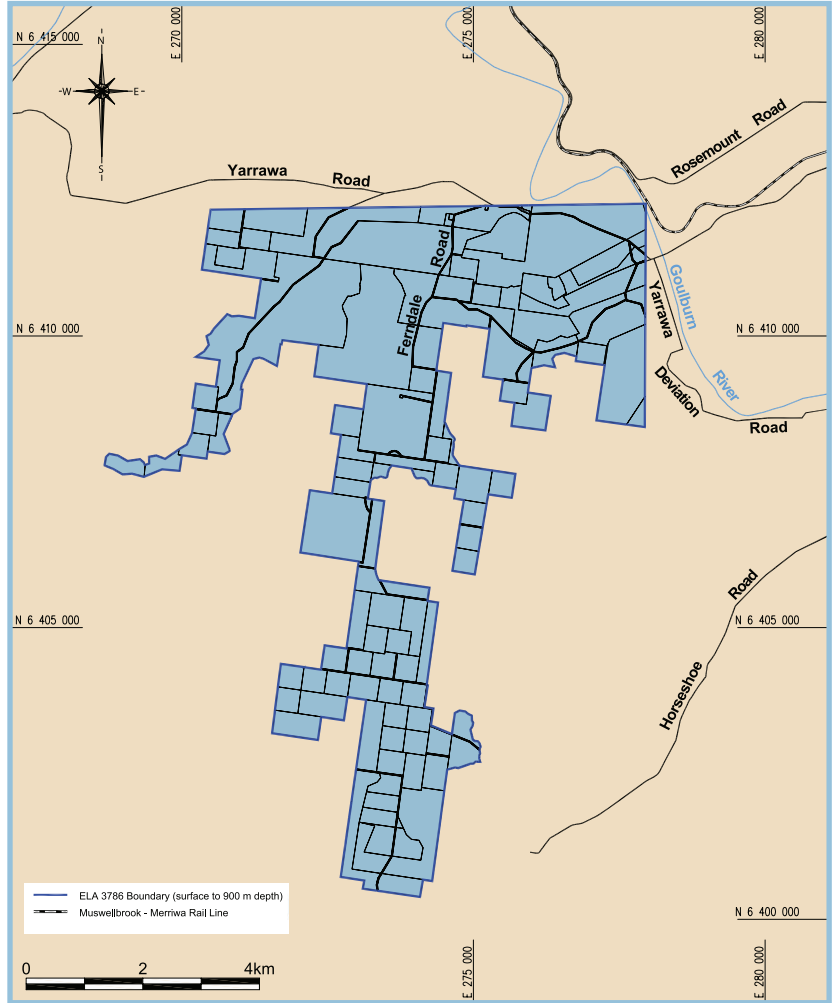 E 270 000
E 275 000
E 280 000
N 6 415 000
N
W
E
S
Rosemount Road
Yarrawa Road
Ferndale Road
Goulburn River
Yarrawa
Deviation
Road
N 6 410 000
N 6 410 000
Horseshoe Road
N 6 405 000
N 6 405 000
N 6 400 000
ELA 3786 Boundary (surface to 900 m depth)
Muswellbrook - Merriwa Rail Line
0 2 4km
E 275 000
E 280 000